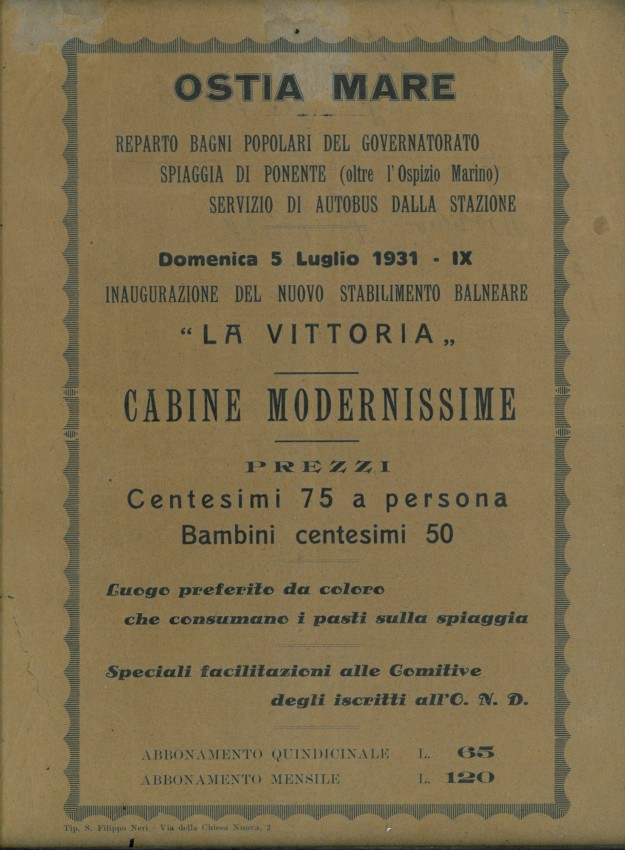 OSTIA MARE
REPARTO BAGNI POPOLARI DEL GOVERNATORATO
SPIAGGIA DI PONENTE (oltre l'Ospizio Marino)
SERVIZIO DI AUTOBUS DALLA STAZIONE
Domenica 5 Luglio 1931 - IX
INAUGURAZIONE DEL NUOVO STABILIMENTO BALNEARE
“LA VITTORIA„
CABINE MODERNISSIME
PREZZI
Centesimi 75 a persona
Bambini centesimi 50
Luogo preferito da coloro
che consumano i pasti sulla spiaggia
Speciali facilitazioni alle Comitive
degli iscritti all'O. N. D.
ABBONAMENTO QUINDICINALE L. 65
ABBONAMENTO MENSILE L. 120
Tip. S. Filippo Neri - Via della Chiesa Nuova, 2